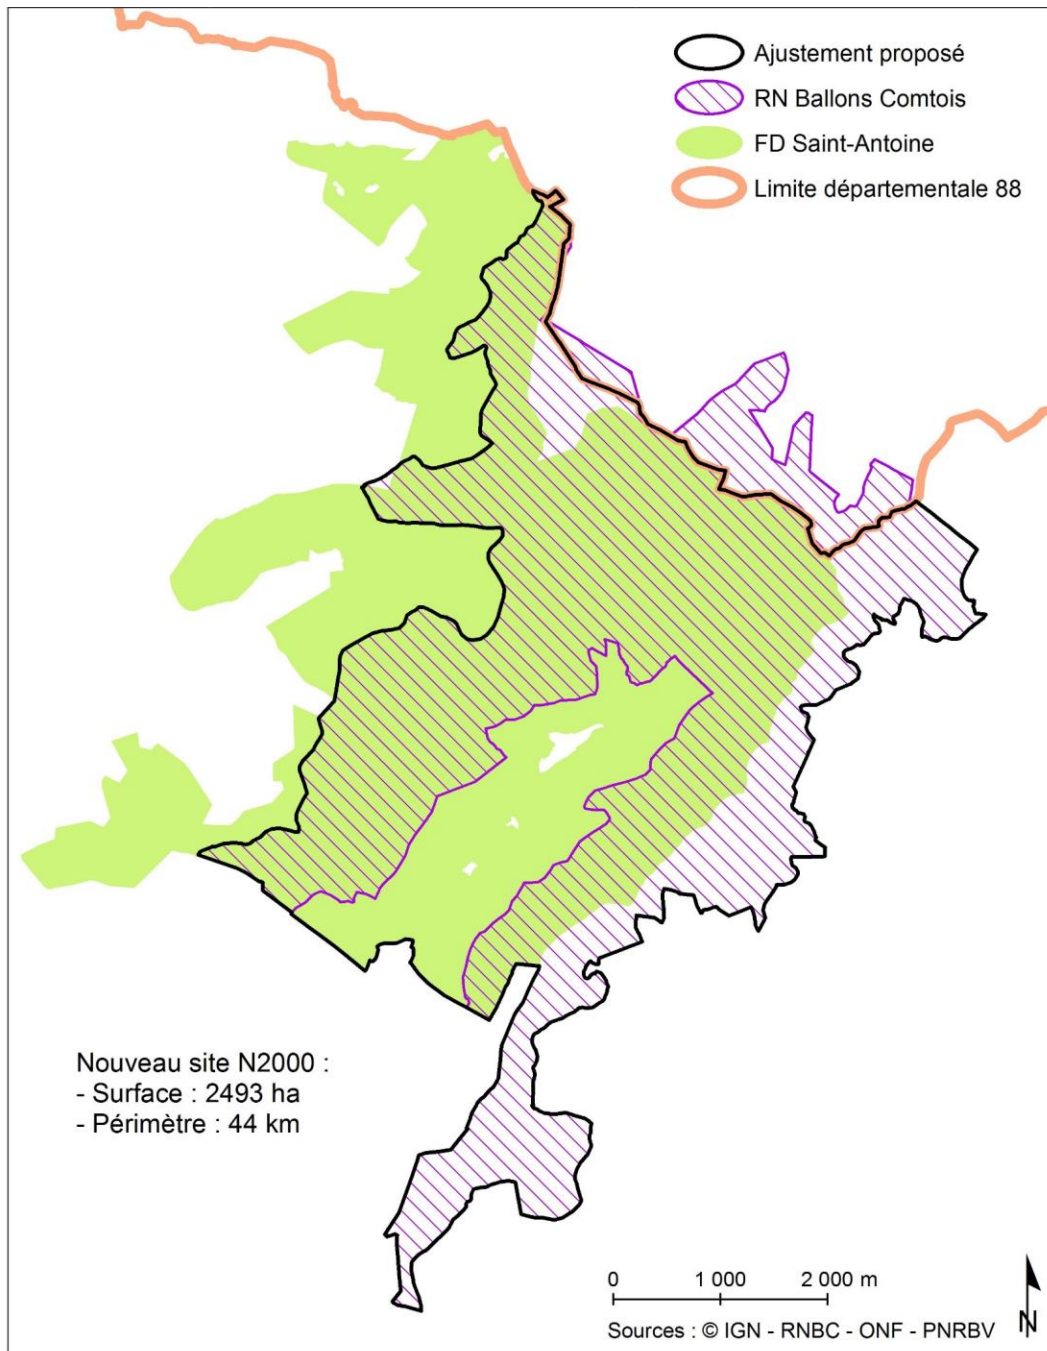 Ajustement proposé
RN Ballons Comtois
FD Saint-Antoine
Limite départementale 88
Nouveau site N2000 :
- Surface : 2493 ha
- Périmètre : 44 km
0 1 000 2 000 m
Sources : © IGN - RNBC - ONF - PNRBV
N